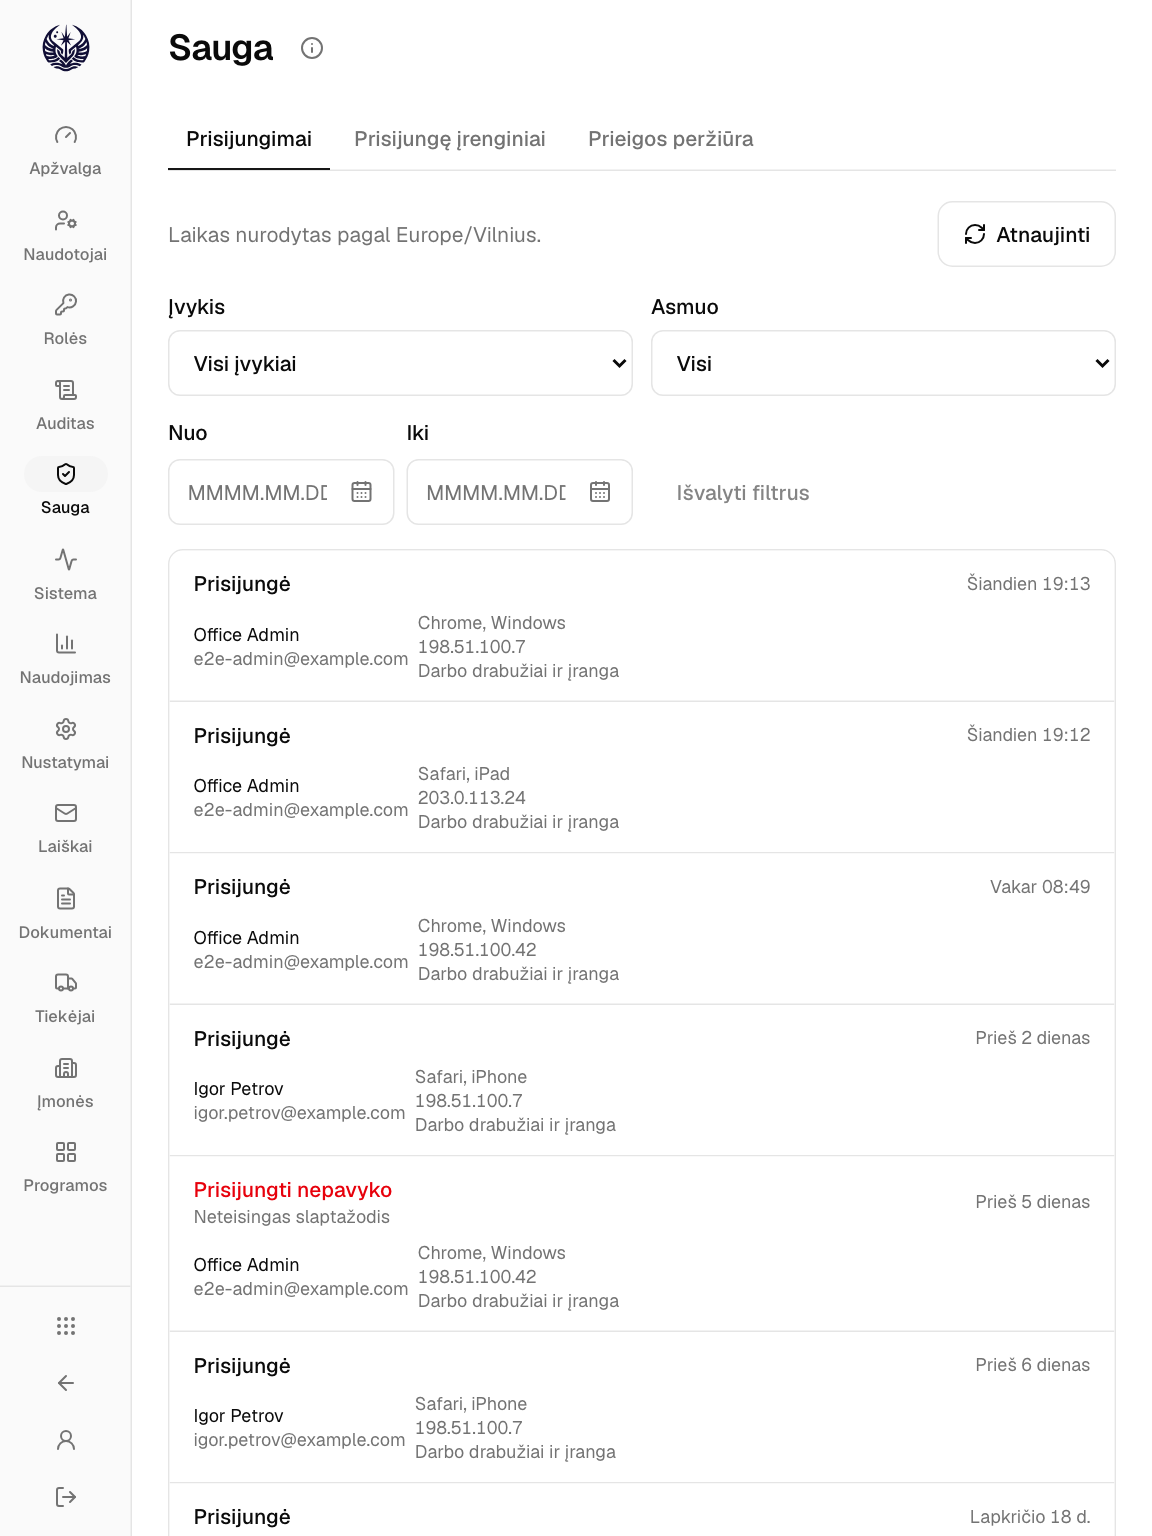 Sauga
Apžvalga
Naudotojai
Rolės
Auditas
Sauga
Sistema
Naudojimas
Nustatymai
Laiškai
Dokumentai
Tiekėjai
Įmonės
Programos
Prisijungimai
Prisijungę įrenginiai
Prieigos peržiūra
Laikas nurodytas pagal Europe/Vilnius.
Atnaujinti
Įvykis
Asmuo
Visi įvykiai
Visi
Nuo
Iki
MMMM.MM.DD
MMMM.MM.DD
Išvalyti filtrus
Prisijungė
Šiandien 19:13
Office Admin
e2e-admin@example.com
Chrome, Windows
198.51.100.7
Darbo drabužiai ir įranga
Prisijungė
Šiandien 19:12
Office Admin
e2e-admin@example.com
Safari, iPad
203.0.113.24
Darbo drabužiai ir įranga
Prisijungė
Vakar 08:49
Office Admin
e2e-admin@example.com
Chrome, Windows
198.51.100.42
Darbo drabužiai ir įranga
Prisijungė
Prieš 2 dienas
Igor Petrov
igor.petrov@example.com
Safari, iPhone
198.51.100.7
Darbo drabužiai ir įranga
Prisijungti nepavyko
Neteisingas slaptažodis
Prieš 5 dienas
Office Admin
e2e-admin@example.com
Chrome, Windows
198.51.100.42
Darbo drabužiai ir įranga
Prisijungė
Prieš 6 dienas
Igor Petrov
igor.petrov@example.com
Safari, iPhone
198.51.100.7
Darbo drabužiai ir įranga
Prisijungė
Lapkričio 18 d.